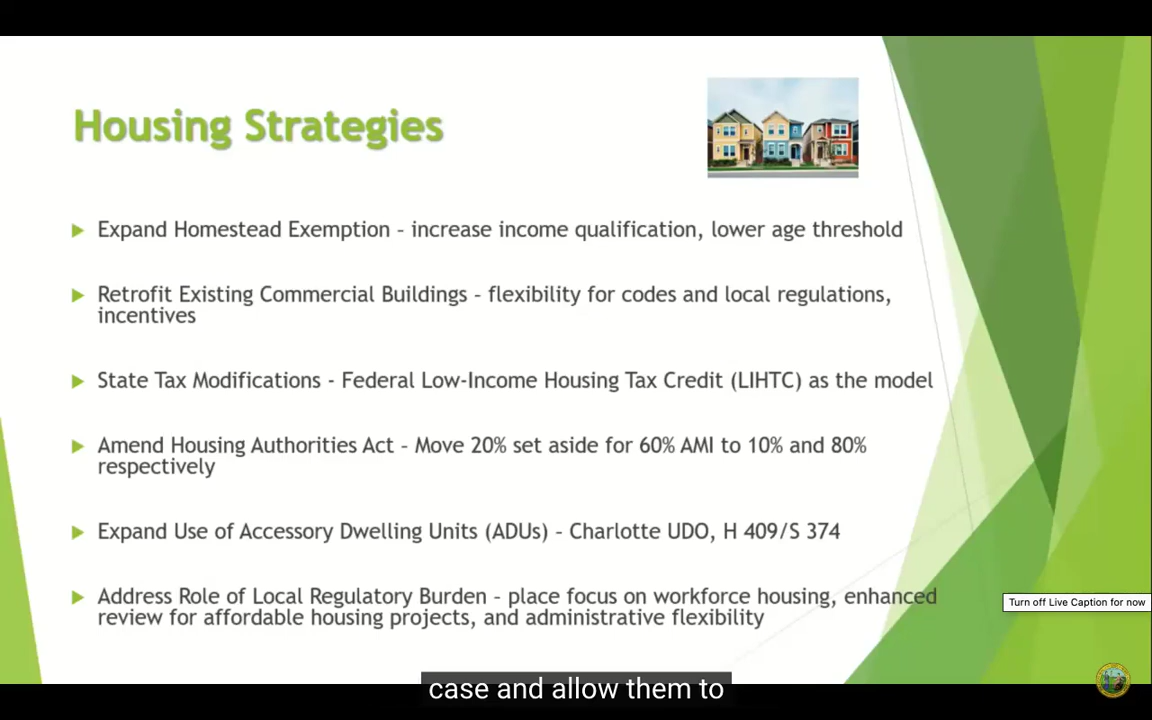 Housing Strategies
Expand Homestead Exemption – increase income qualification, lower age threshold
Retrofit Existing Commercial Buildings – flexibility for codes and local regulations,
incentives
State Tax Modifications - Federal Low-Income Housing Tax Credit (LIHTC) as the model
Amend Housing Authorities Act – Move 20% set aside for 60% AMI to 10% and 80%
respectively
Expand Use of Accessory Dwelling Units (ADUs) – Charlotte UDO, H 409/S 374
Address Role of Local Regulatory Burden – place focus on workforce housing, enhanced
review for affordable housing projects, and administrative flexibility
Turn off Live Caption for now
case and allow them to